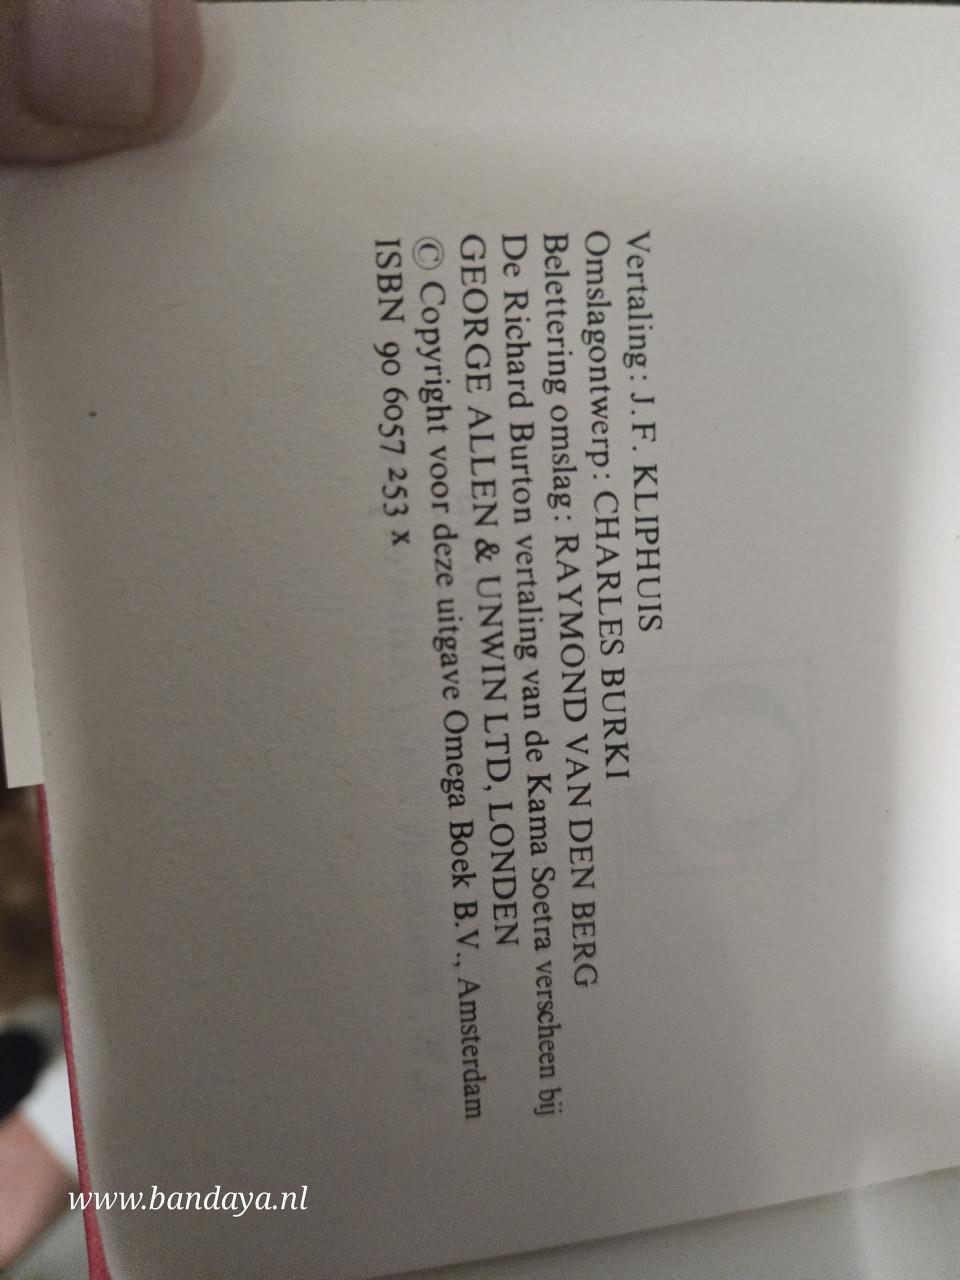 Vertaling: J.F. KLIPHUIS
Omslagontwerp: CHARLES BURKI
Belettering omslag: RAYMOND VAN DEN BERG
De Richard Burton vertaling van de Kama Soetra verscheen bij
GEORGE ALLEN & UNWIN LTD, LONDEN
© Copyright voor deze uitgave Omega Boek B.V., Amsterdam
ISBN 90 6057 253 x
www.bandaya.nl